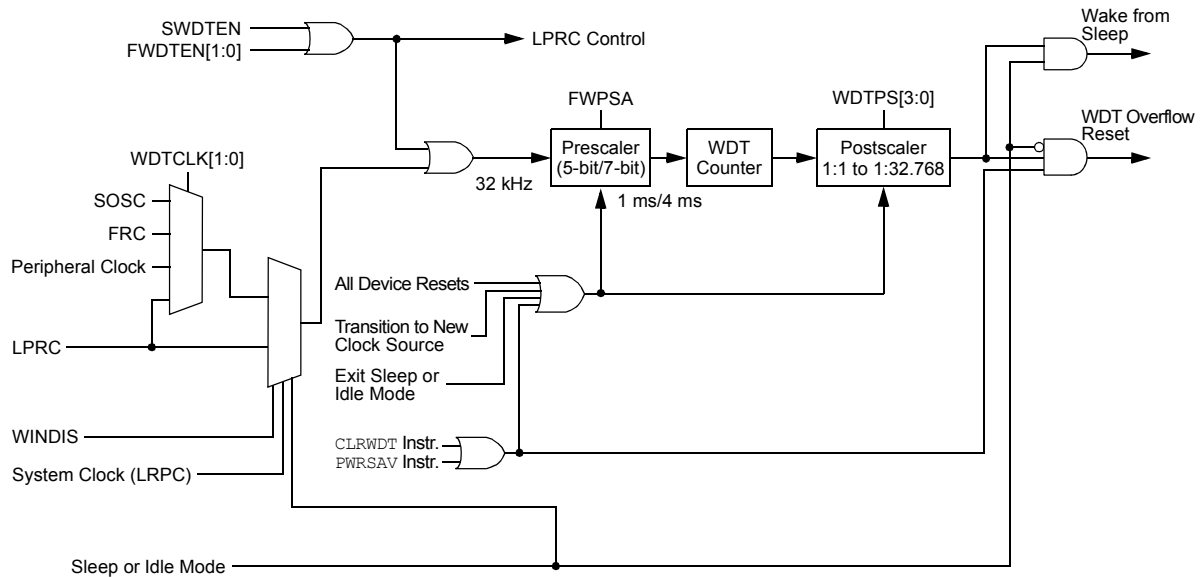 SWDTEN
FWDTEN[1:0]
LPRC Control
Wake from
Sleep
FWPSA
WDTPS[3:0]
WDT Overflow
Reset
Prescaler
(5-bit/7-bit)
WDT
Counter
Postscaler
1:1 to 1:32.768
32 kHz
1 ms/4 ms
WDTCLK[1:0]
SOSC
FRC
Peripheral Clock
LPRC
All Device Resets
Transition to New
Clock Source
Exit Sleep or
Idle Mode
WINDIS
CLRWDT Instr.
PWRSAV Instr.
System Clock (LRPC)
Sleep or Idle Mode